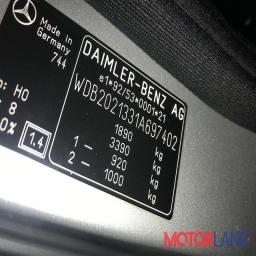 Made in
Germany
744
DAIMLER-BENZ AG
e1*92/53*0001*21
WDB2021331A697402
1890 kg
3390 kg
1 — 920 kg
2 — 1000 kg
: HO
: 8
0%
1.4
MOTORLAND